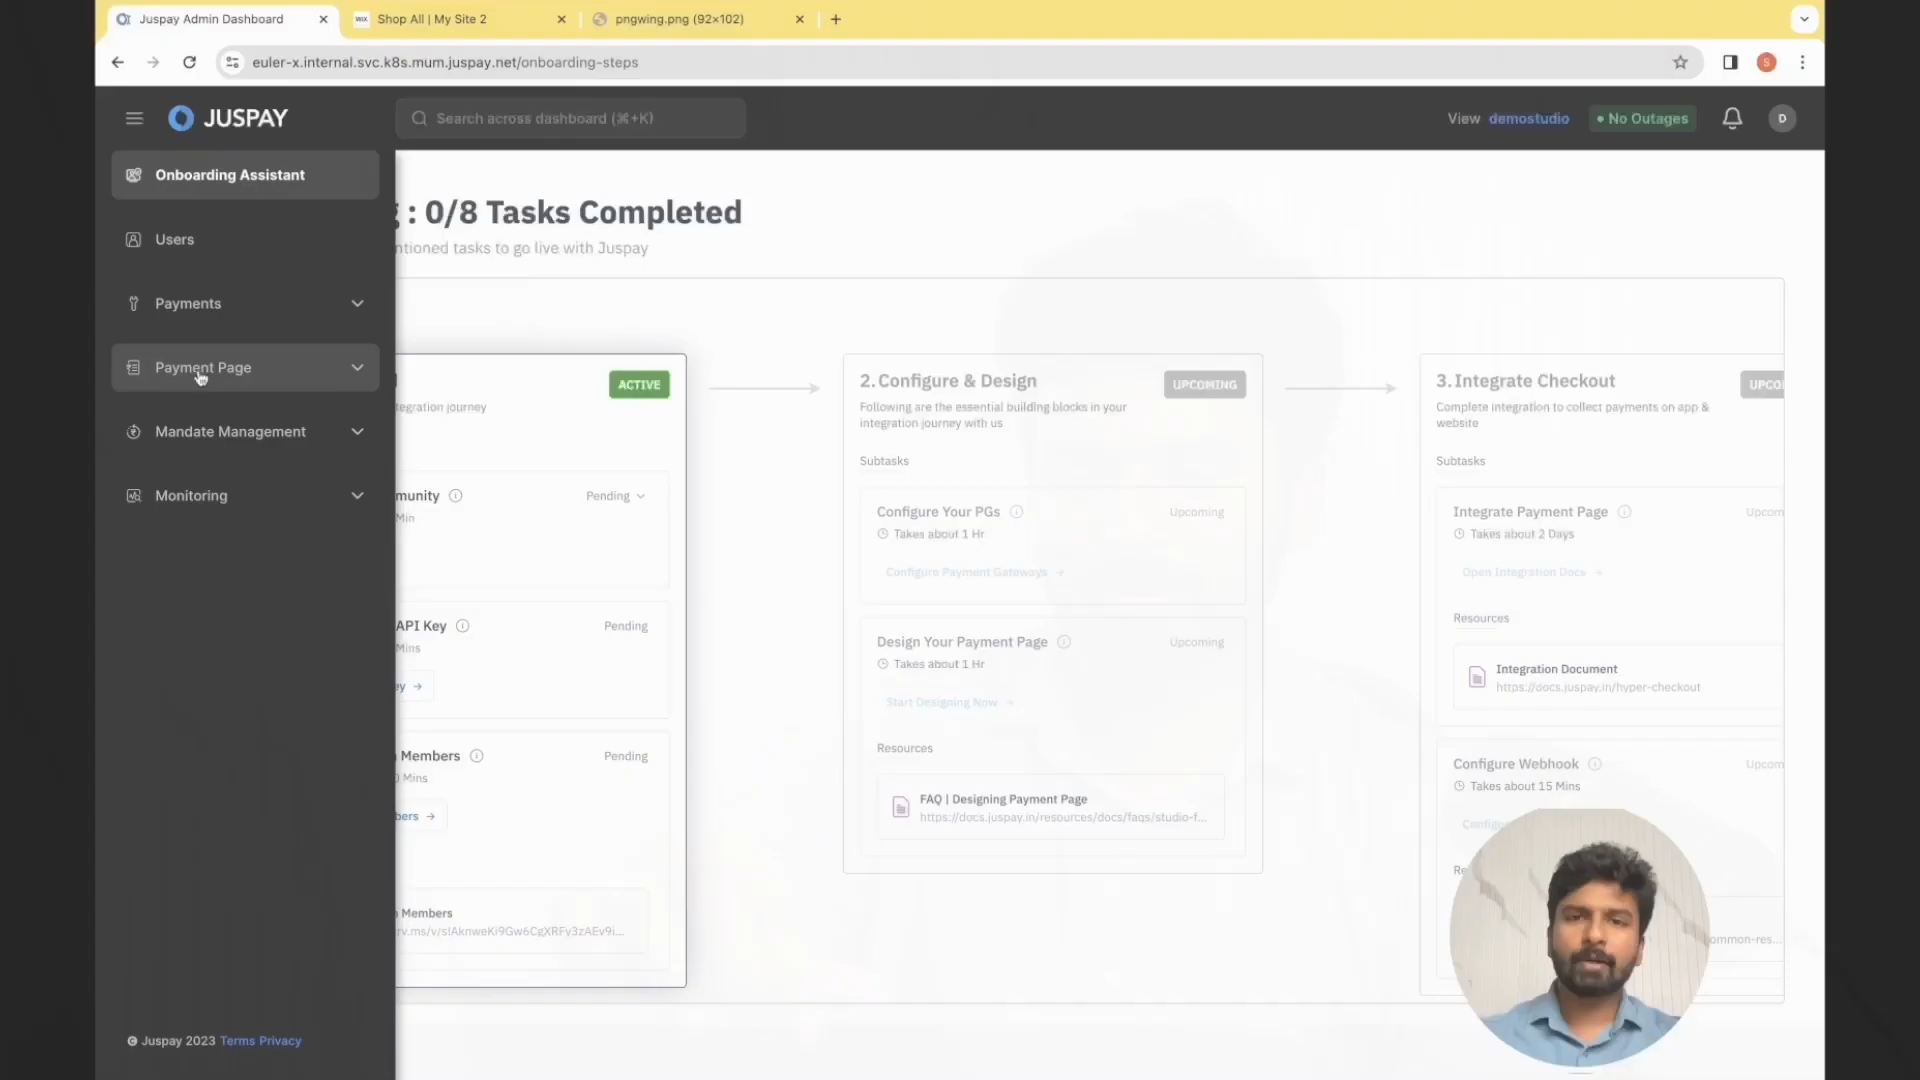 Juspay Admin Dashboard
WIX Shop All | My Site 2
pngwing.png (92×102)
euler-x.internal.svc.k8s.mum.juspay.net/onboarding-steps
S
JUSPAY
Search across dashboard (⌘+K)
View demostudio
• No Outages
D
Onboarding Assistant
Users
Payments
Payment Page
Mandate Management
Monitoring
© Juspay 2023 Terms Privacy
: 0/8 Tasks Completed
ntioned tasks to go live with Juspay
ACTIVE
tegration journey
munity
Pending
Min
API Key
Pending
Mins
ey →
Members
Pending
0 Mins
bers →
Members
rv.ms/v/s!AknweKi9Gw6CgXRFy3zAEv9i...
2. Configure & Design
UPCOMING
Following are the essential building blocks in your
integration journey with us
Subtasks
Configure Your PGs
Upcoming
Takes about 1 Hr
Configure Payment Gateways →
Design Your Payment Page
Upcoming
Takes about 1 Hr
Start Designing Now →
Resources
FAQ | Designing Payment Page
https://docs.juspay.in/resources/docs/faqs/studio-f...
3. Integrate Checkout
UPCO
Complete integration to collect payments on app &
website
Subtasks
Integrate Payment Page
Upcom
Takes about 2 Days
Open Integration Docs →
Resources
Integration Document
https://docs.juspay.in/hyper-checkout
Configure Webhook
Upcom
Takes about 15 Mins
Configu
Re
ommon-res...